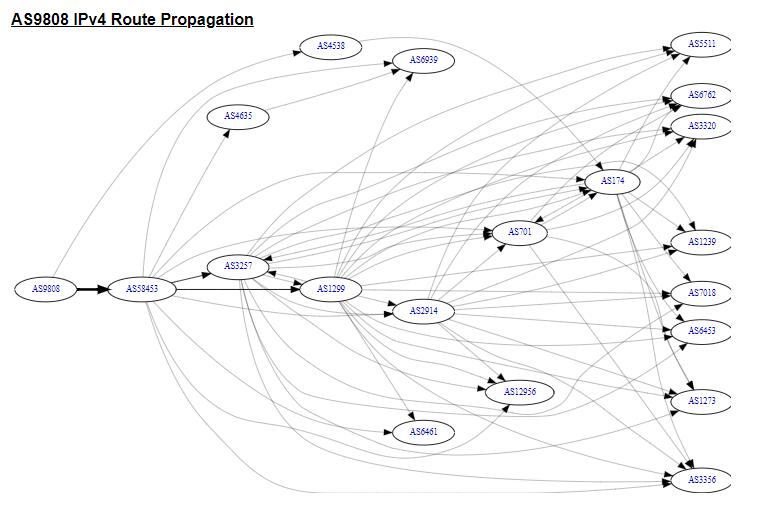 AS9808 IPv4 Route Propagation
AS4538
AS5511
AS6939
AS6762
AS4635
AS3320
AS174
AS701
AS1239
AS3257
AS9808
AS58453
AS1299
AS7018
AS2914
AS6453
AS12956
AS1273
AS6461
AS3356